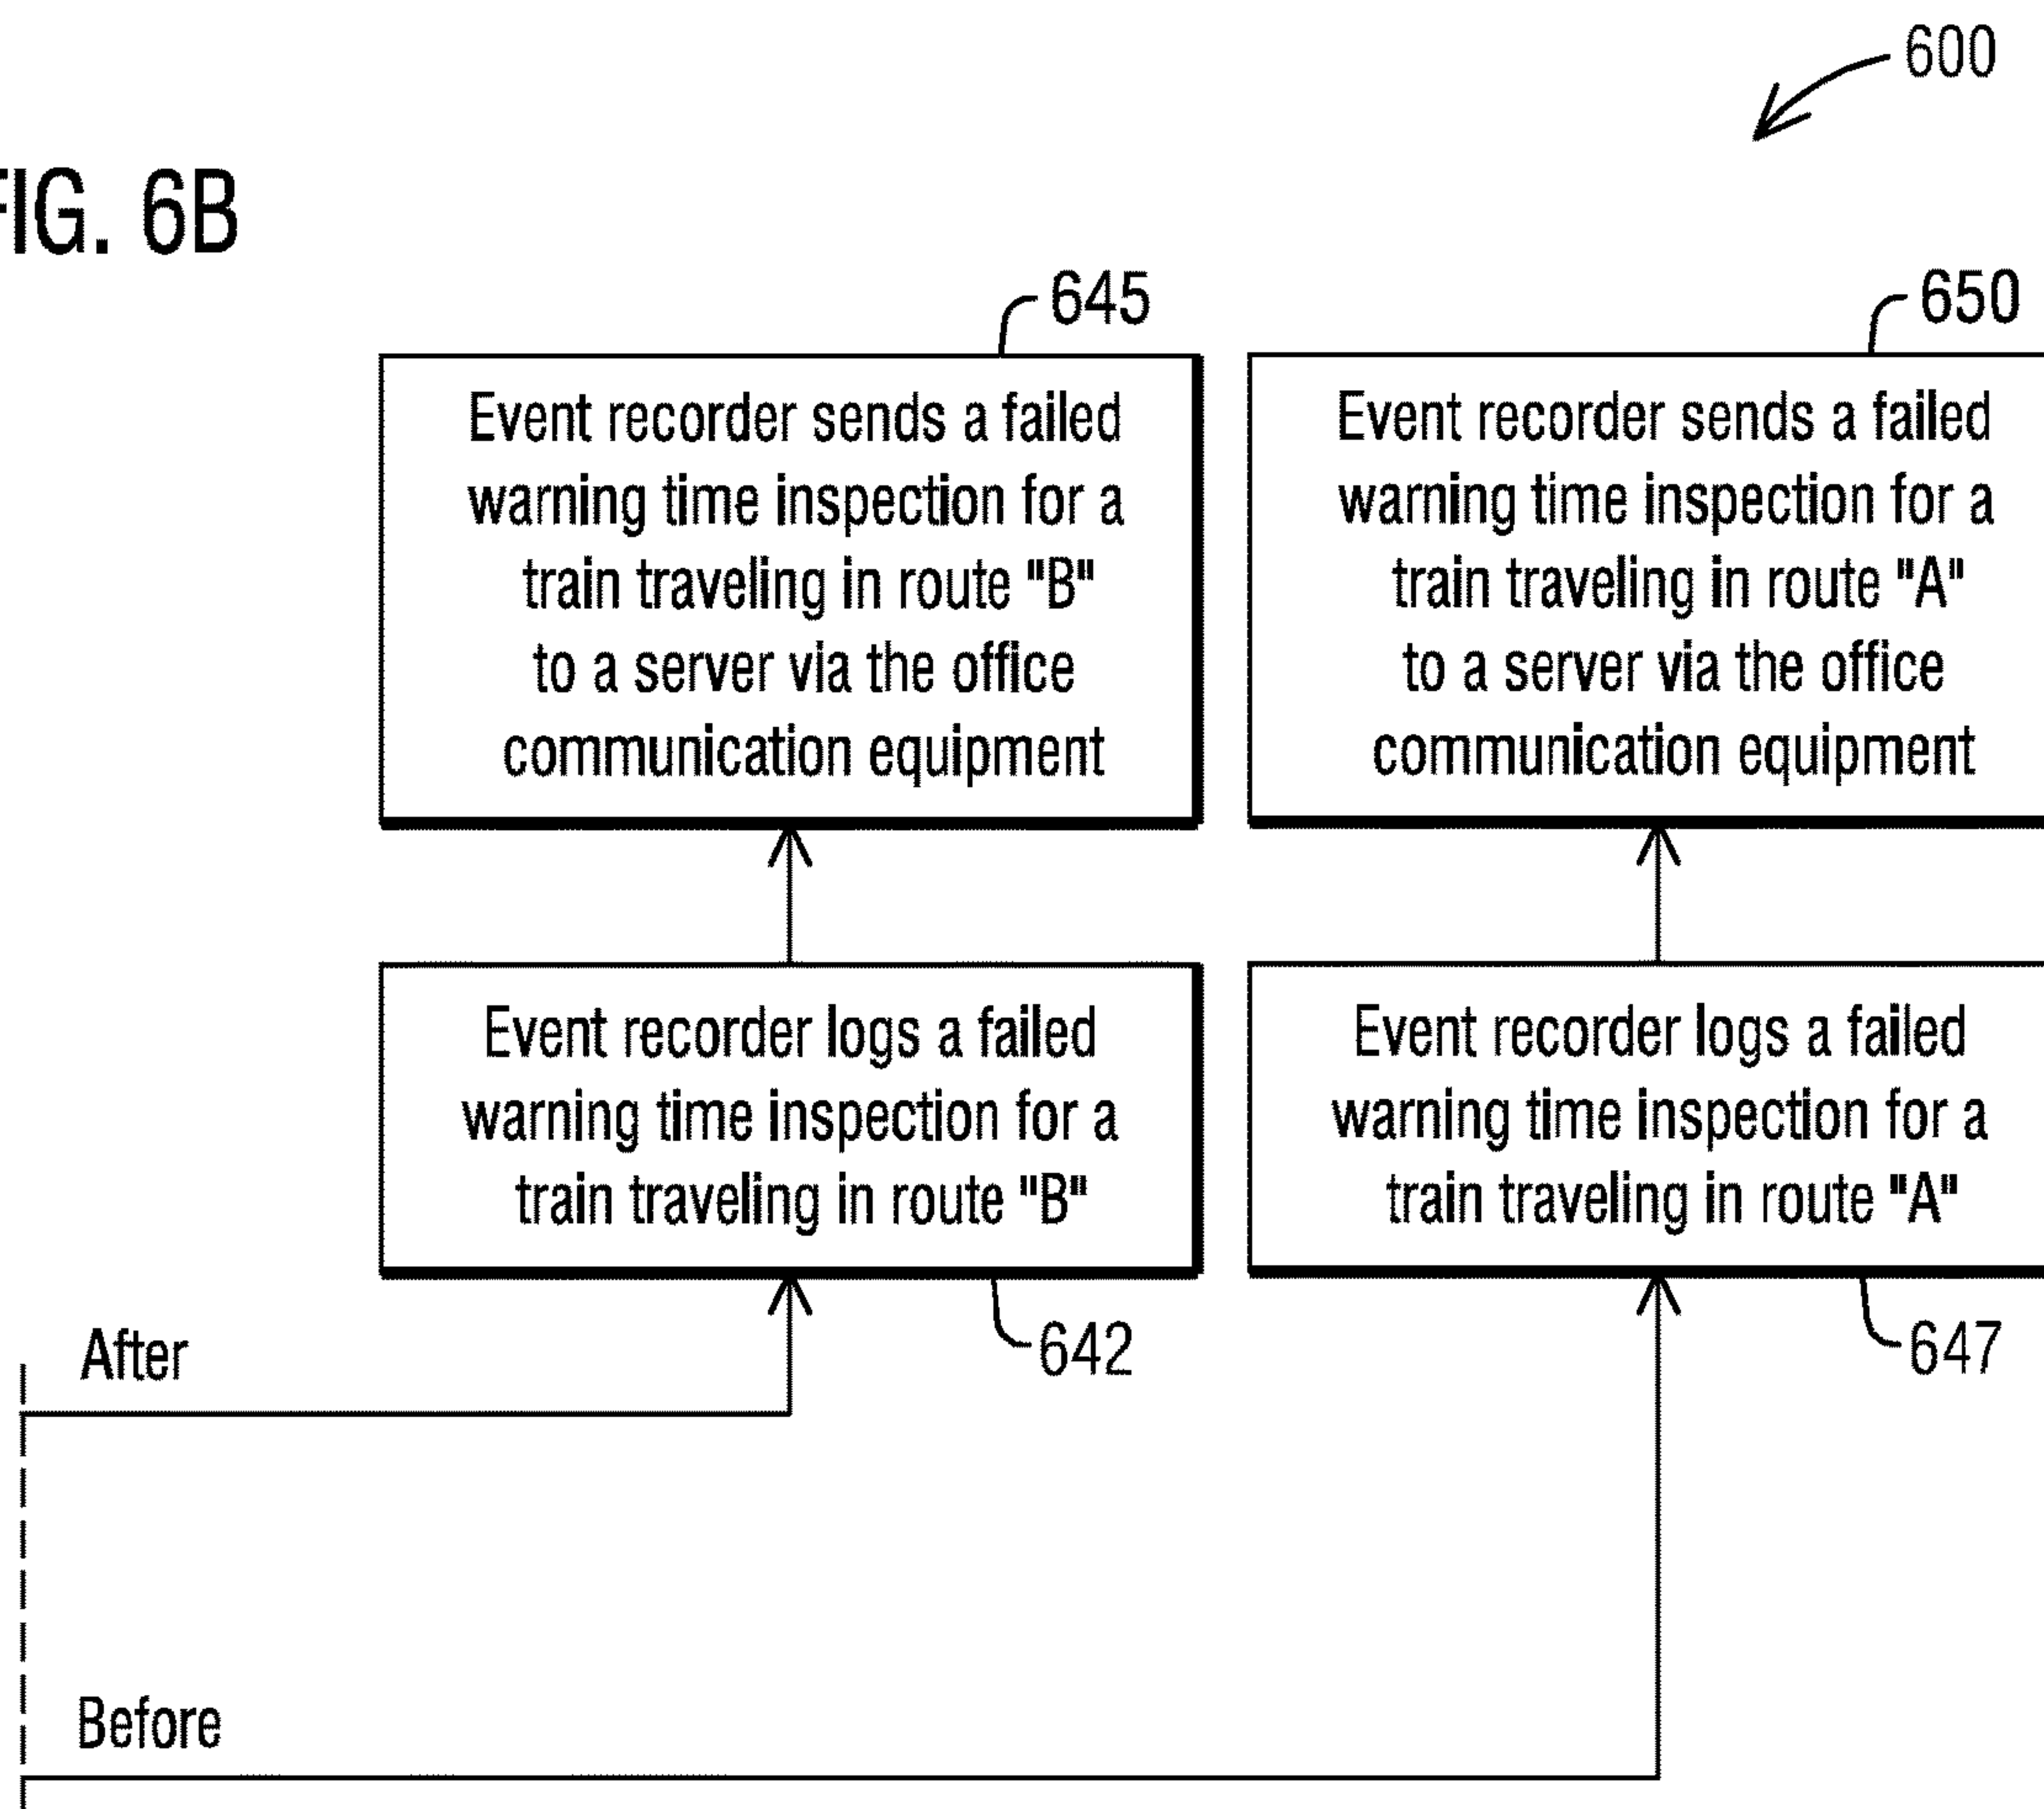 600
FIG. 6B
645
Event recorder sends a failed
warning time inspection for a
train traveling in route "B"
to a server via the office
communication equipment
650
Event recorder sends a failed
warning time inspection for a
train traveling in route "A"
to a server via the office
communication equipment
Event recorder logs a failed
warning time inspection for a
train traveling in route "B"
642
Event recorder logs a failed
warning time inspection for a
train traveling in route "A"
647
After
Before